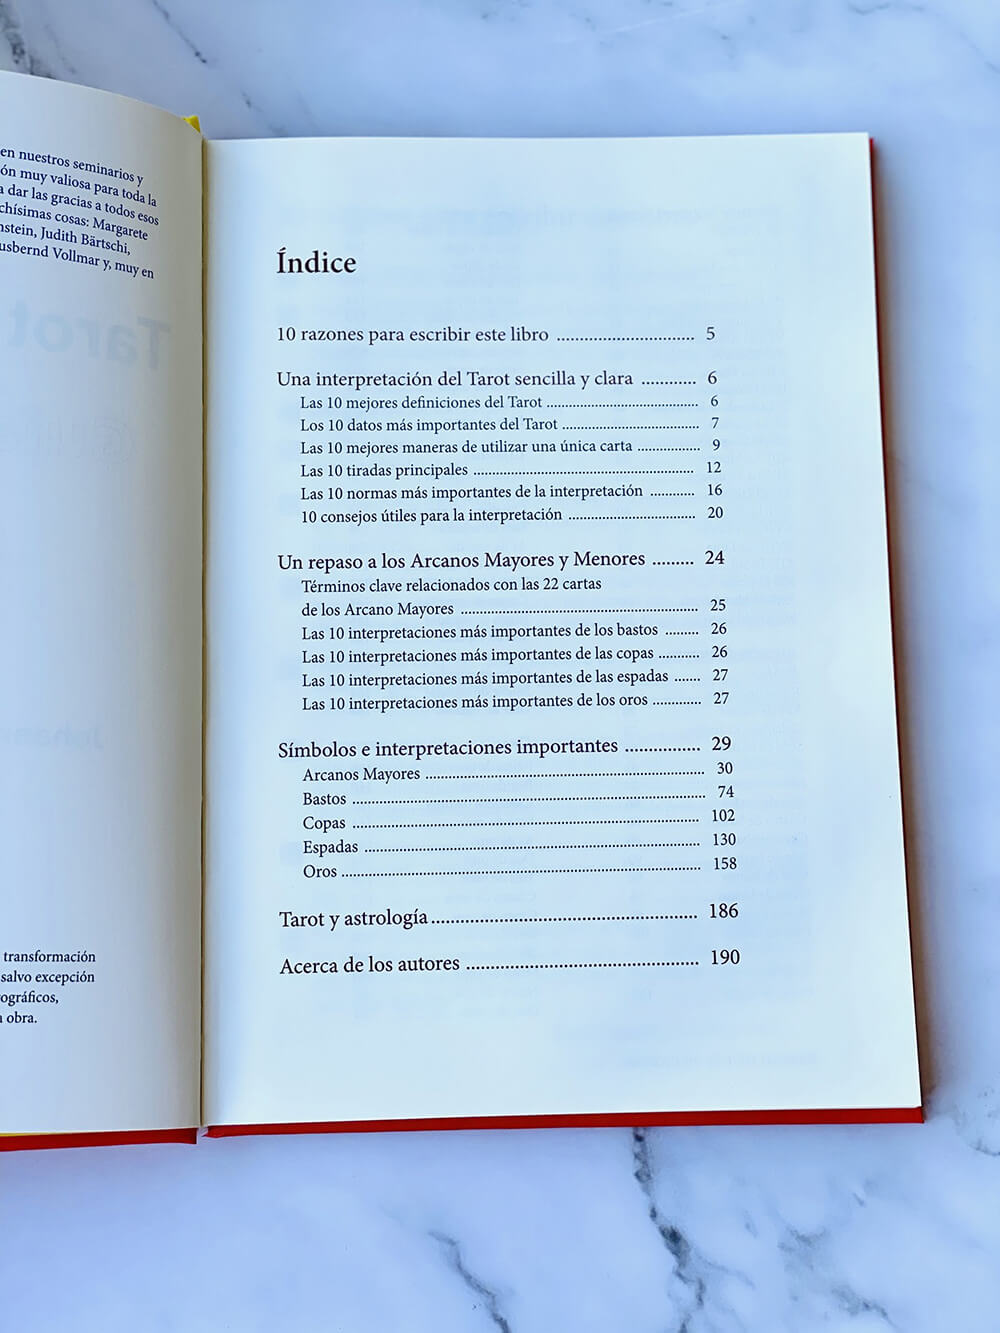 en nuestros seminarios y
ón muy valiosa para toda la
a dar las gracias a todos esos
chísimas cosas: Margarete
nstein, Judith Bärtschi,
usbernd Vollmar y, muy en
transformación
salvo excepción
ográficos,
obra.
Índice
10 razones para escribir este libro .............................. 5
Una interpretación del Tarot sencilla y clara ............ 6
Las 10 mejores definiciones del Tarot ....................................... 6
Los 10 datos más importantes del Tarot ................................... 7
Las 10 mejores maneras de utilizar una única carta ................ 9
Las 10 tiradas principales ......................................................... 12
Las 10 normas más importantes de la interpretación ............ 16
10 consejos útiles para la interpretación ................................. 20
Un repaso a los Arcanos Mayores y Menores ......... 24
Términos clave relacionados con las 22 cartas
de los Arcano Mayores ............................................................. 25
Las 10 interpretaciones más importantes de los bastos ......... 26
Las 10 interpretaciones más importantes de las copas ........... 26
Las 10 interpretaciones más importantes de las espadas ....... 27
Las 10 interpretaciones más importantes de los oros ............. 27
Símbolos e interpretaciones importantes ................ 29
Arcanos Mayores ........................................................................ 30
Bastos .......................................................................................... 74
Copas .......................................................................................... 102
Espadas ....................................................................................... 130
Oros ............................................................................................ 158
Tarot y astrología .......................................................... 186
Acerca de los autores ................................................... 190